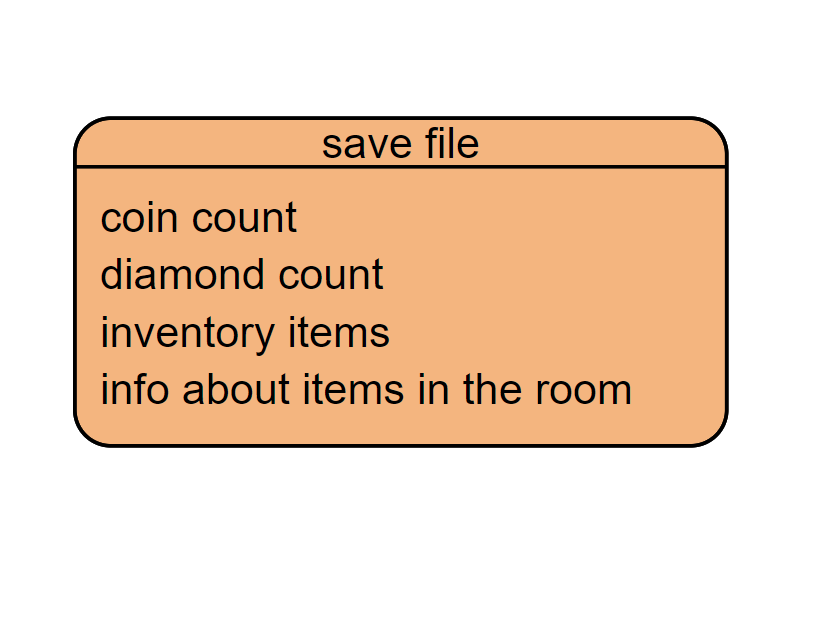 save file
coin count
diamond count
inventory items
info about items in the room